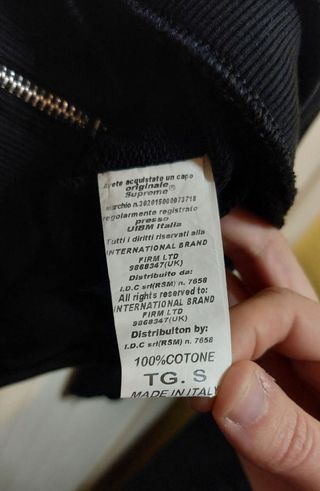 Avete acquistato un capo
originale
Supreme®
marchio n.302015000073718
regolarmente registrato
presso
UIBM Italia
Tutti i diritti riservati alla
INTERNATIONAL BRAND
FIRM LTD
9868347(UK)
Distribuito da:
I.D.C srl(RSM) n. 7658
All rights reserved to:
INTERNATIONAL BRAND
FIRM LTD
9868347(UK)
Distribuiton by:
I.D.C srl(RSM) n. 7658
100%COTONE
TG. S
MADE IN ITALY